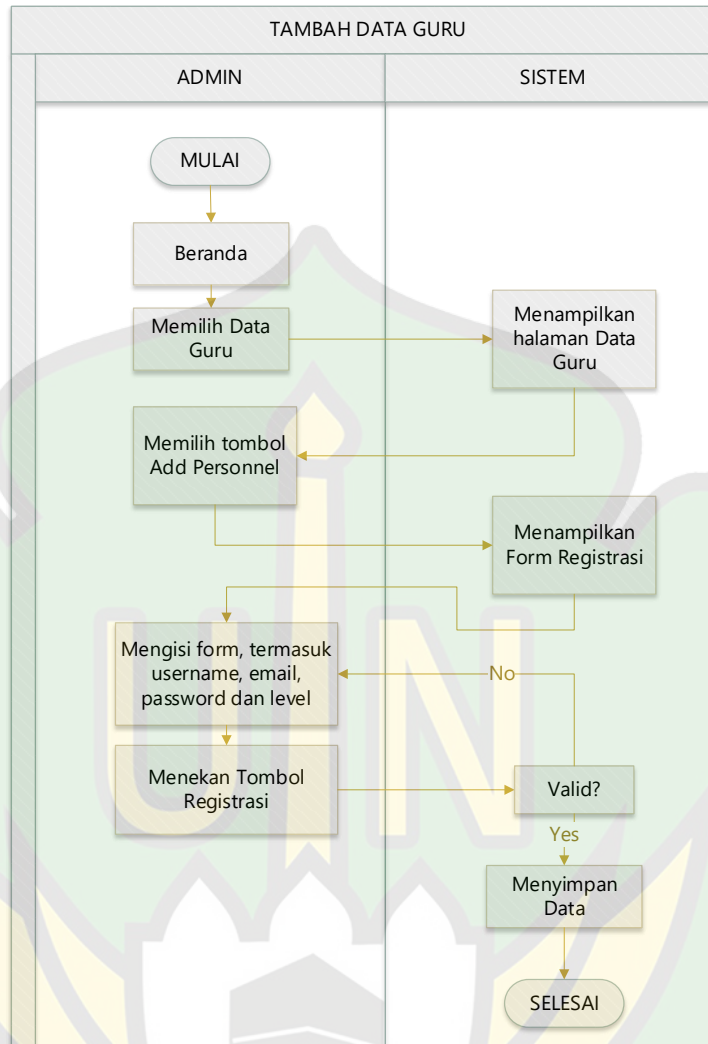 TAMBAH DATA GURU
ADMIN
SISTEM
MULAI
Beranda
Memilih Data
Guru
Menampilkan
halaman Data
Guru
Memilih tombol
Add Personnel
Menampilkan
Form Registrasi
Mengisi form, termasuk
username, email,
password dan level
No
Menekan Tombol
Registrasi
Valid?
Yes
Menyimpan
Data
SELESAI
UIN